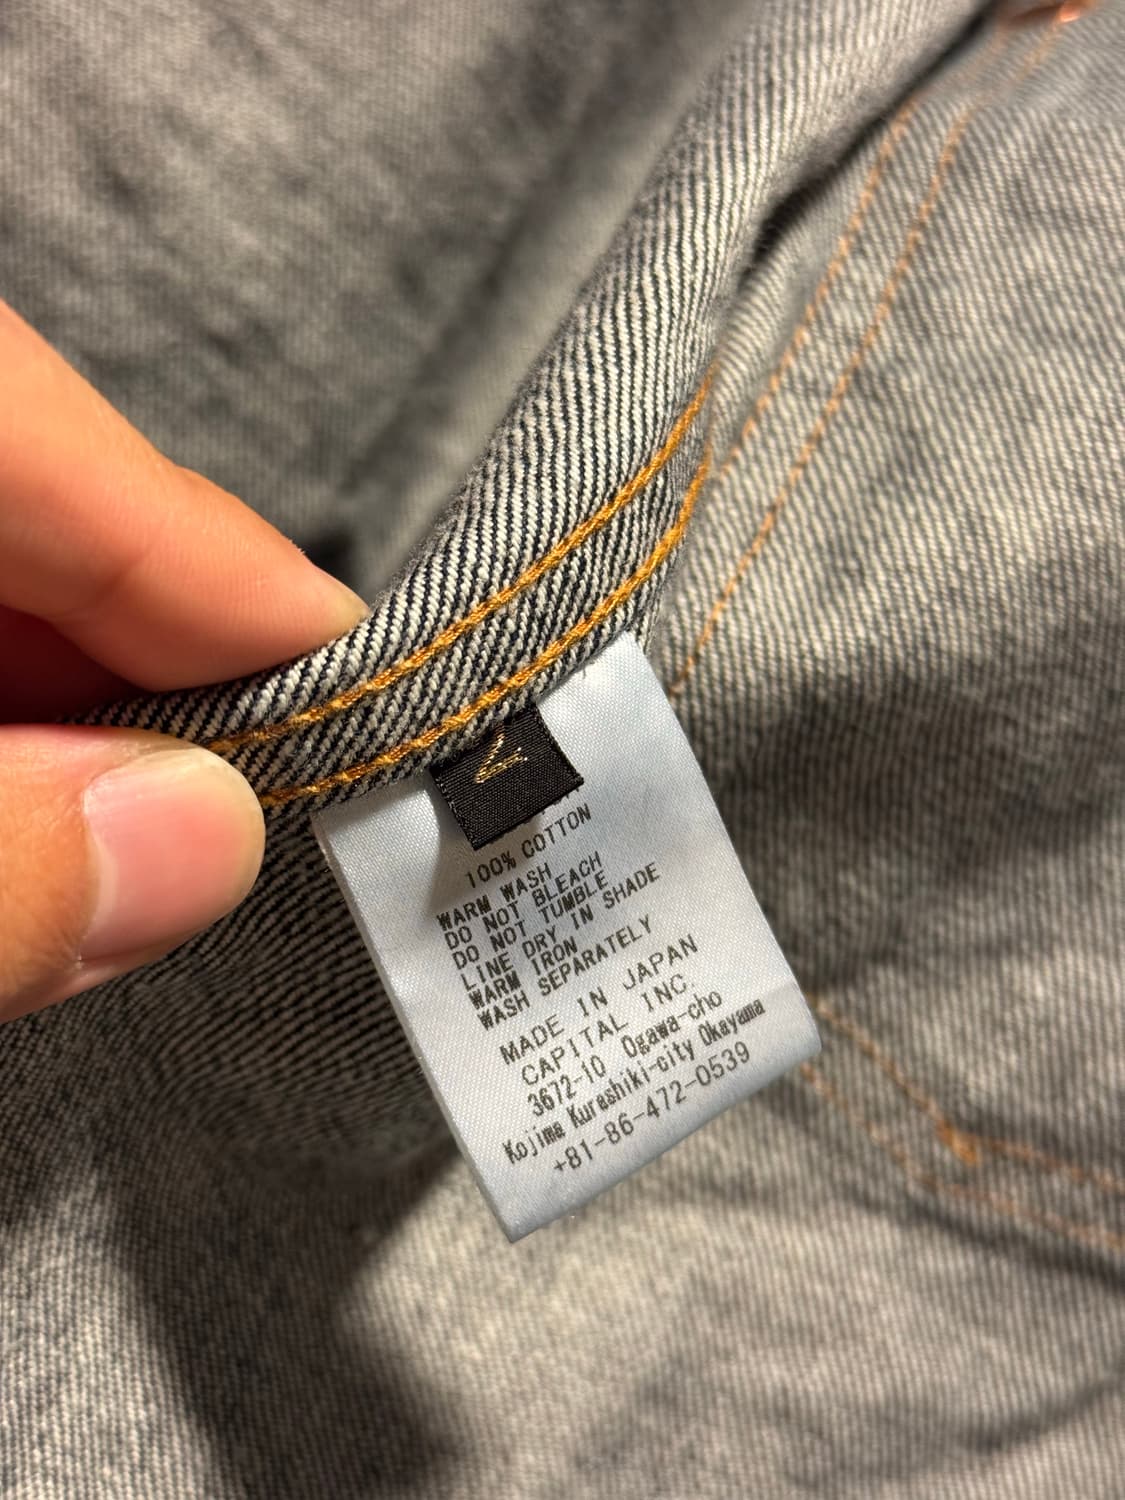 100% COTTON
WARM WASH
DO NOT BLEACH
DO NOT TUMBLE
LINE DRY IN SHADE
WARM IRON
WASH SEPARATELY
MADE IN JAPAN
CAPITAL INC.
3672-10 Ogawa-cho
Kojima Kurashiki-city Okayama
+81-86-472-0539